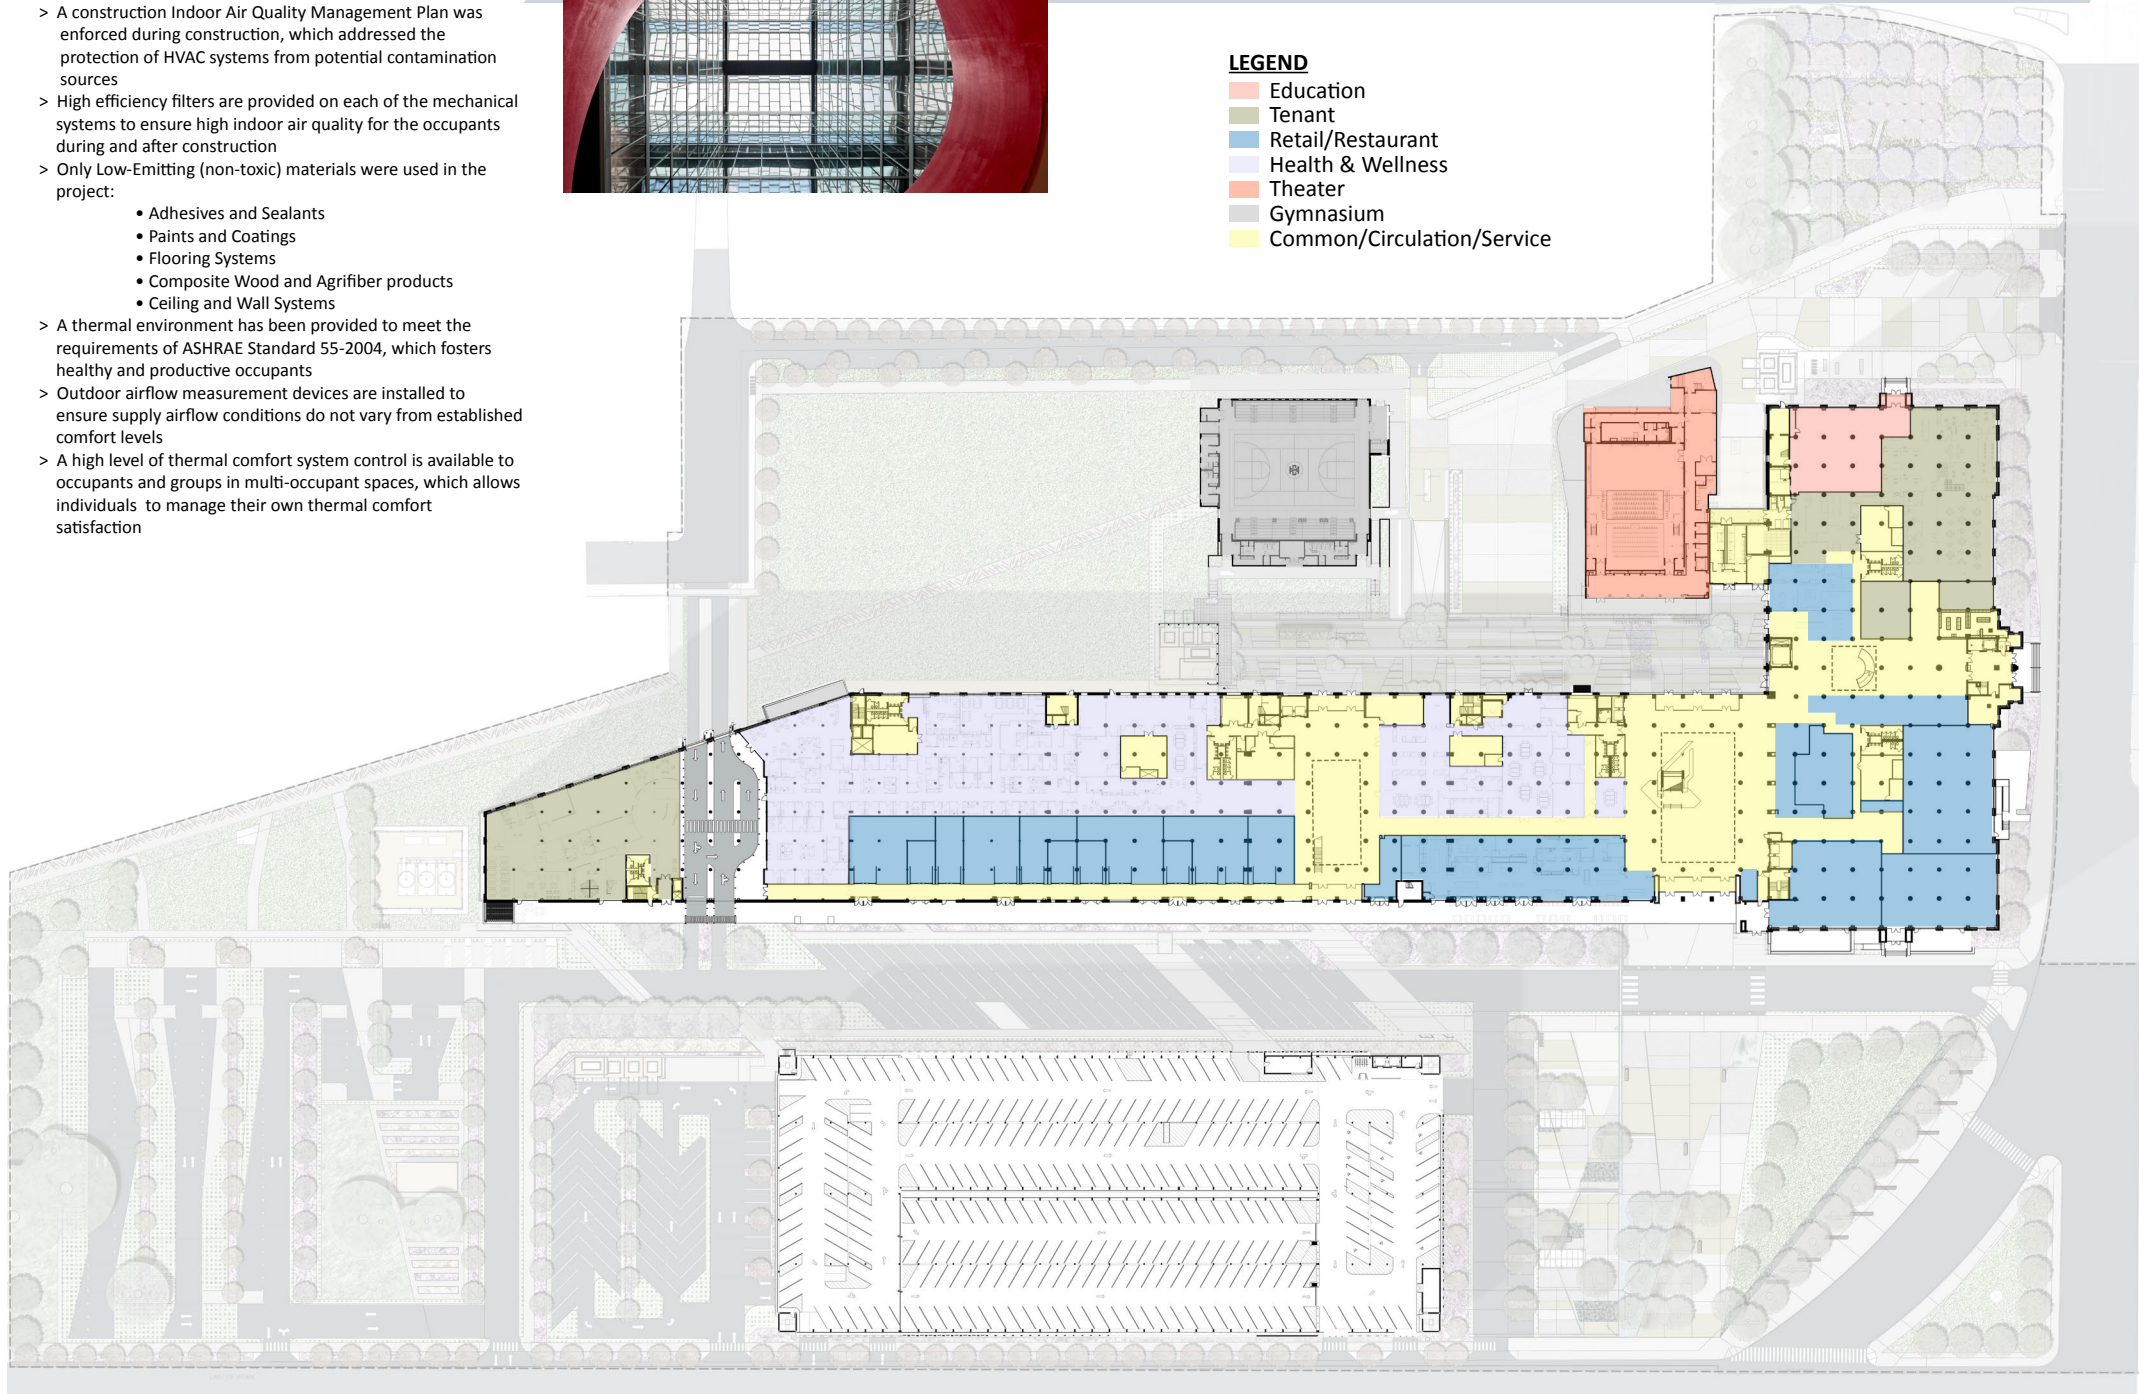 > A construction Indoor Air Quality Management Plan was
enforced during construction, which addressed the
protection of HVAC systems from potential contamination
sources
> High efficiency filters are provided on each of the mechanical
systems to ensure high indoor air quality for the occupants
during and after construction
> Only Low-Emitting (non-toxic) materials were used in the
project:
• Adhesives and Sealants
• Paints and Coatings
• Flooring Systems
• Composite Wood and Agrifiber products
• Ceiling and Wall Systems
> A thermal environment has been provided to meet the
requirements of ASHRAE Standard 55-2004, which fosters
healthy and productive occupants
> Outdoor airflow measurement devices are installed to
ensure supply airflow conditions do not vary from established
comfort levels
> A high level of thermal comfort system control is available to
occupants and groups in multi-occupant spaces, which allows
individuals to manage their own thermal comfort
satisfaction
LEGEND
Education
Tenant
Retail/Restaurant
Health & Wellness
Theater
Gymnasium
Common/Circulation/Service